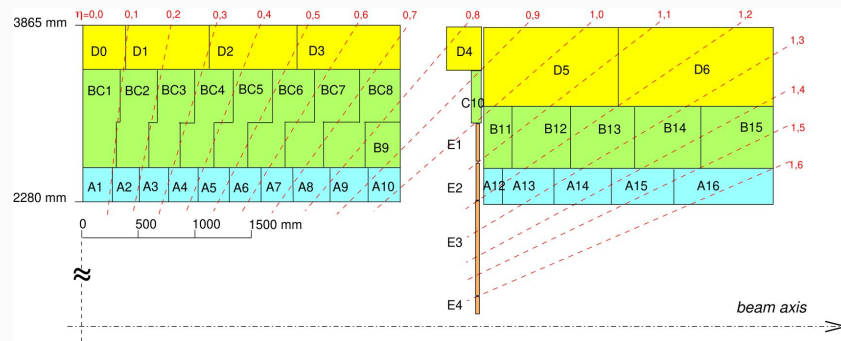 3865 mm η=0,0 0,1 0,2 0,3 0,4 0,5 0,6 0,7 0,8 0,9 1,0 1,1 1,2
D0 D1 D2 D3 D4 D5 D6 1,3
BC1 BC2 BC3 BC4 BC5 BC6 BC7 BC8 C10 1,4
B9 E1 B11 B12 B13 B14 B15 1,5
1,6
2280 mm A1 A2 A3 A4 A5 A6 A7 A8 A9 A10 E2 A12 A13 A14 A15 A16
0 500 1000 1500 mm
E3
≈
E4 beam axis